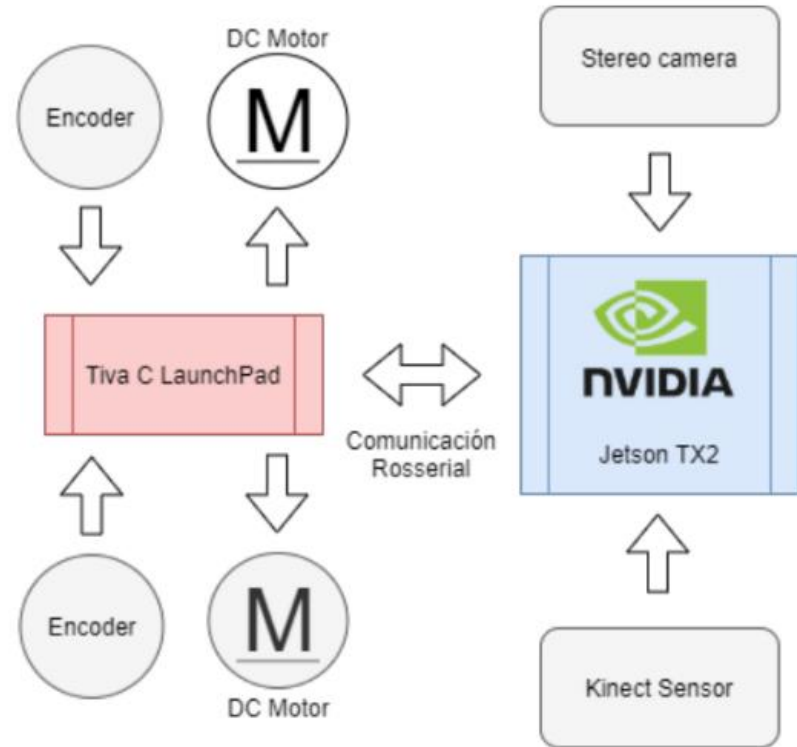 DC Motor
Encoder
M
Stereo camera
Tiva C LaunchPad
Comunicación
Rosserial
NVIDIA
Jetson TX2
Encoder
M
DC Motor
Kinect Sensor